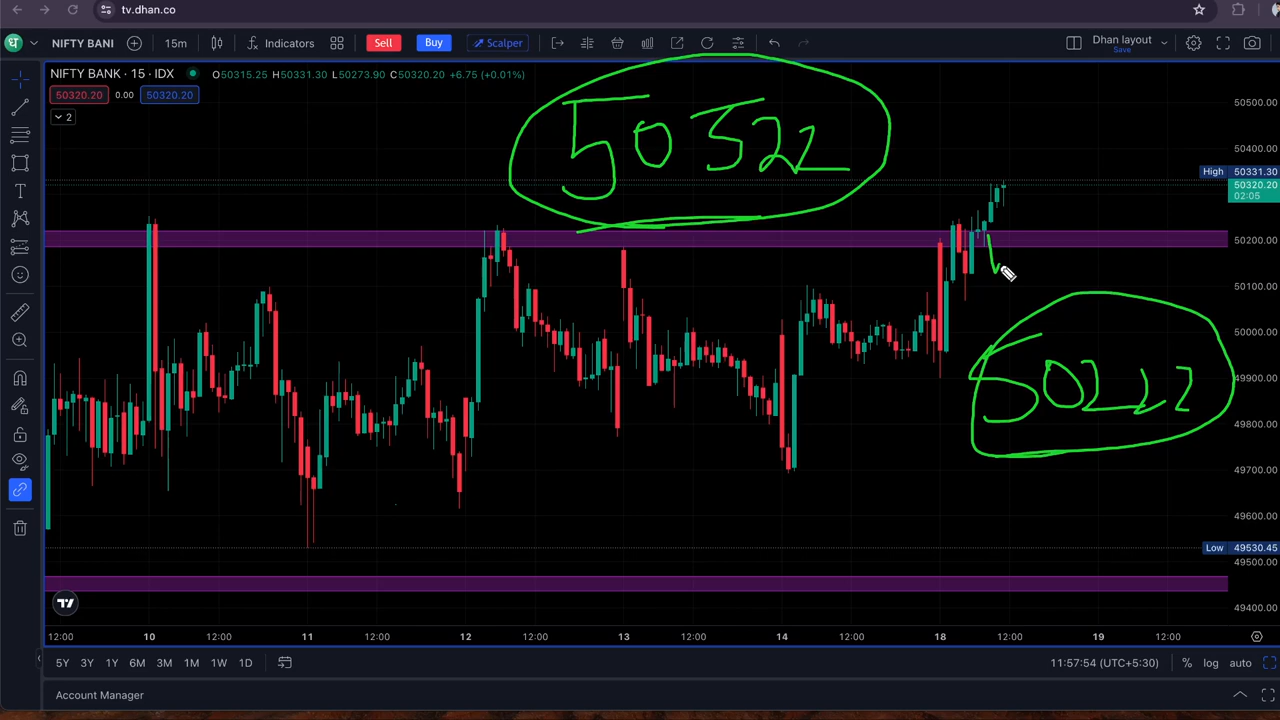 tv.dhan.co
NIFTY BANI 15m Indicators Sell Buy Scalper Dhan layout
Save
NIFTY BANK · 15 · IDX O50315.25 H50331.30 L50273.90 C50320.20 +6.75 (+0.01%)
50320.20 0.00 50320.20
2
50322
50222
50500.00
50400.00
High 50331.30
50320.20
02:05
50200.00
50100.00
50000.00
49900.00
49800.00
49700.00
49600.00
Low 49530.45
49500.00
49400.00
12:00 10 12:00 11 12:00 12 12:00 13 12:00 14 12:00 18 12:00 19 12:00
5Y 3Y 1Y 6M 3M 1M 1W 1D 11:57:54 (UTC+5:30) % log auto
Account Manager